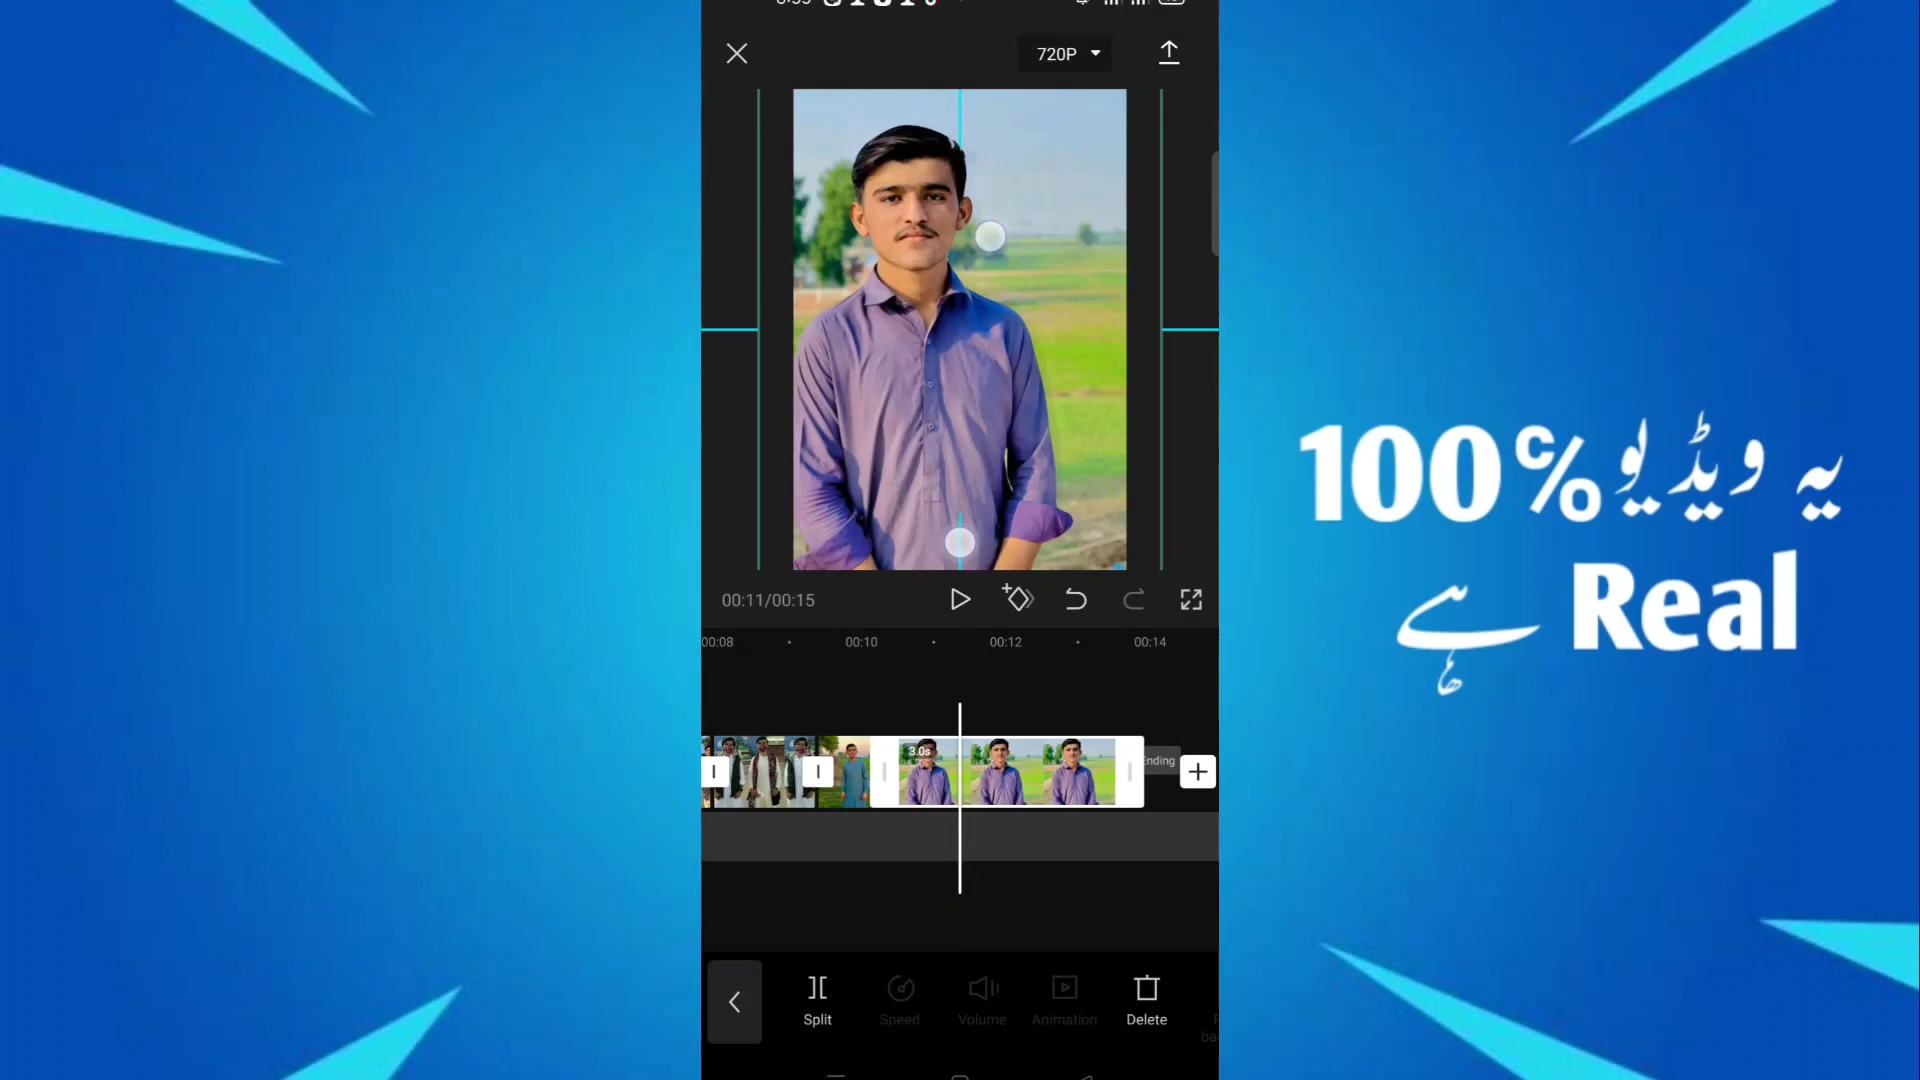 720P
00:11/00:15
00:08
00:10
00:12
00:14
3.0s
Ending
Split
Speed
Volume
Animation
Delete
یہ ویڈیو 100%
Real ہے